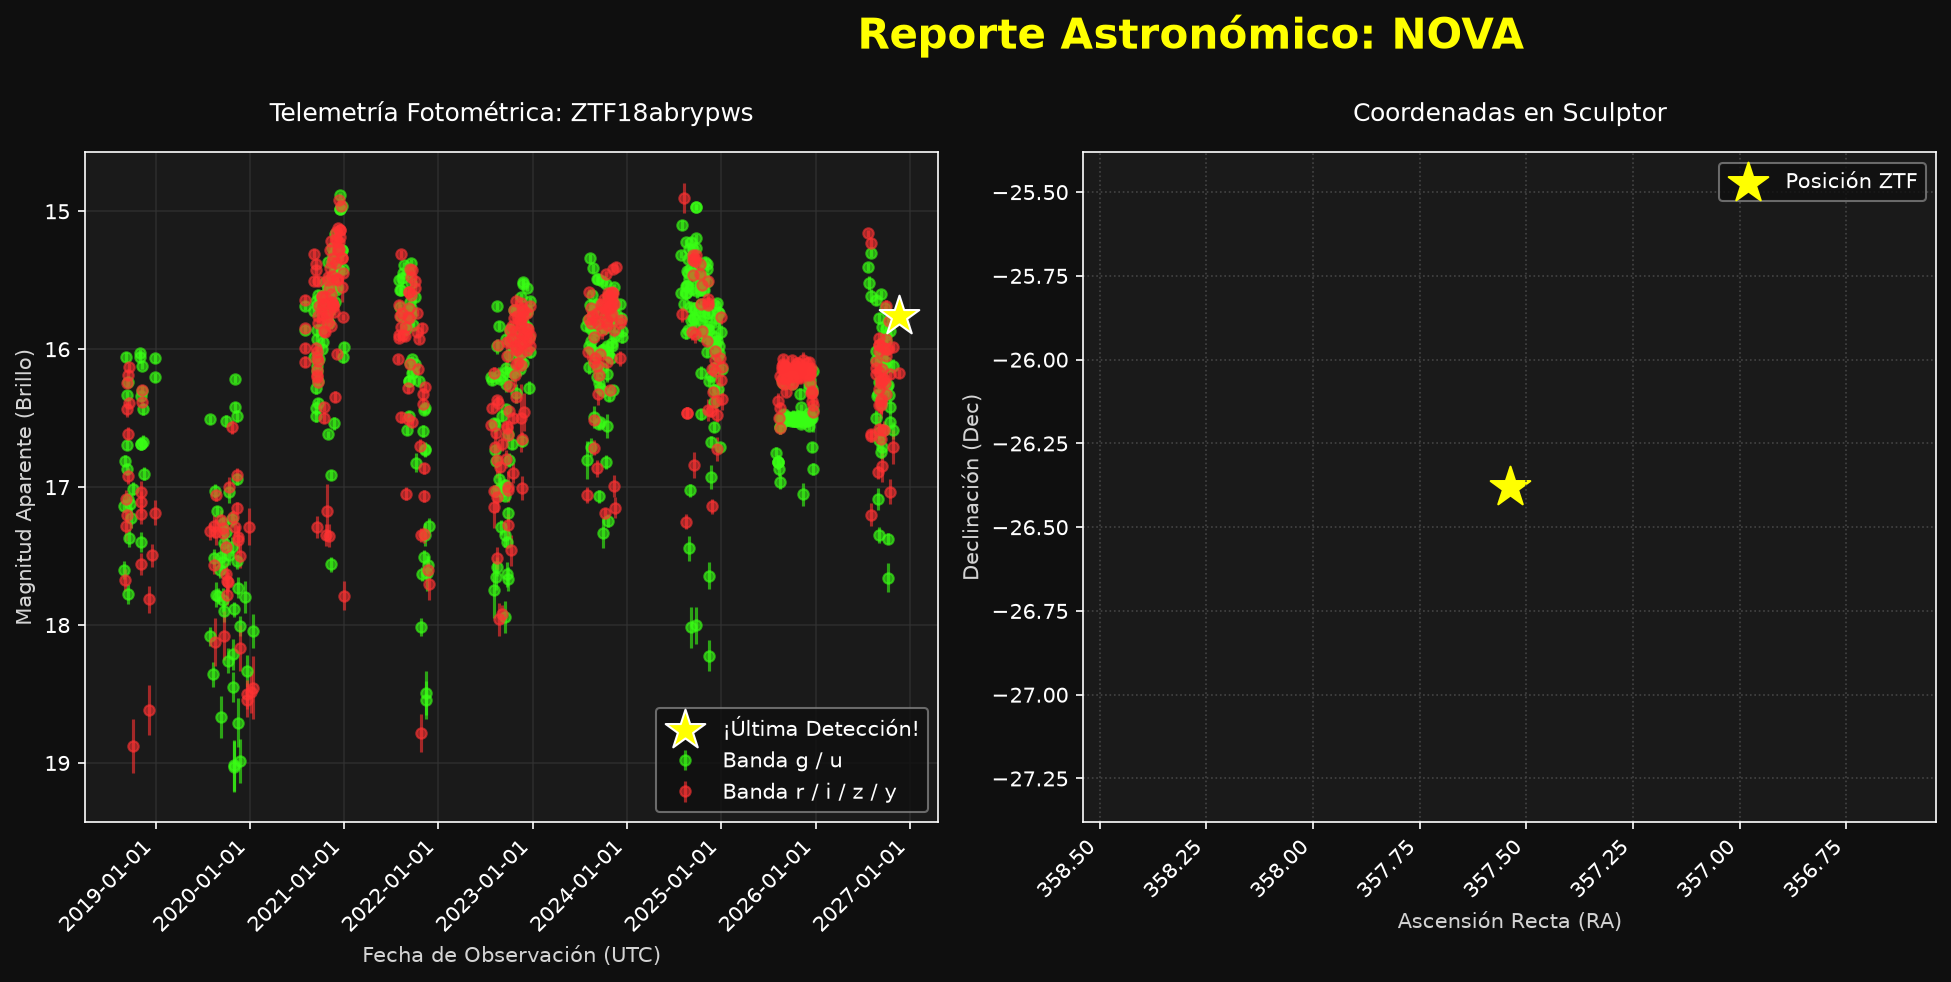 Reporte Astronómico: NOVA
Telemetría Fotométrica: ZTF18abrypws
Magnitud Aparente (Brillo)
15
16
17
18
19
¡Última Detección!
Banda g / u
Banda r / i / z / y
2019-01-01
2020-01-01
2021-01-01
2022-01-01
2023-01-01
2024-01-01
2025-01-01
2026-01-01
2027-01-01
Fecha de Observación (UTC)
Coordenadas en Sculptor
Declinación (Dec)
−25.50
−25.75
−26.00
−26.25
−26.50
−26.75
−27.00
−27.25
Posición ZTF
358.50
358.25
358.00
357.75
357.50
357.25
357.00
356.75
Ascensión Recta (RA)